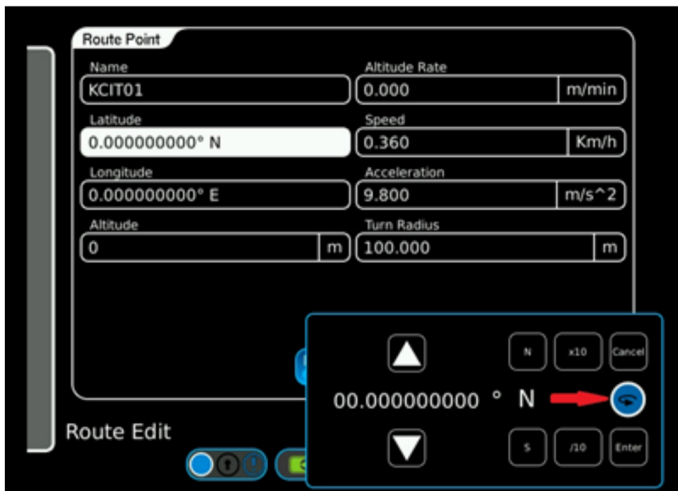 Route Point
Name
KCIT01
Altitude Rate
0.000 m/min
Latitude
0.000000000° N
Speed
0.360 Km/h
Longitude
0.000000000° E
Acceleration
9.800 m/s^2
Altitude
0 m
Turn Radius
100.000 m
N x10 Cancel
00.000000000 ° N
S /10 Enter
Route Edit